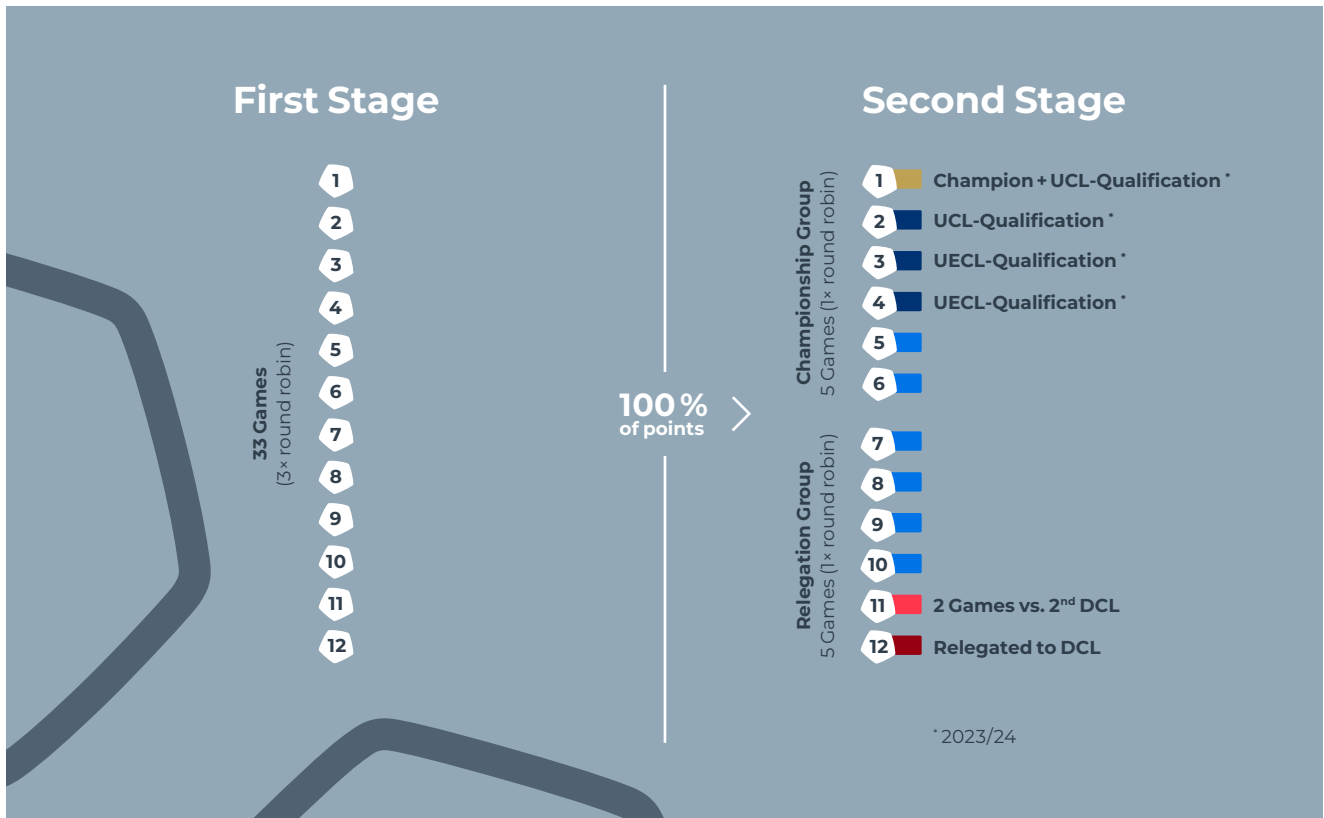 First Stage
33 Games
(3× round robin)
1
2
3
4
5
6
7
8
9
10
11
12
100 %
of points
Second Stage
Championship Group
5 Games (1× round robin)
1 Champion + UCL-Qualification *
2 UCL-Qualification *
3 UECL-Qualification *
4 UECL-Qualification *
5
6
Relegation Group
5 Games (1× round robin)
7
8
9
10
11 2 Games vs. 2nd DCL
12 Relegated to DCL
* 2023/24